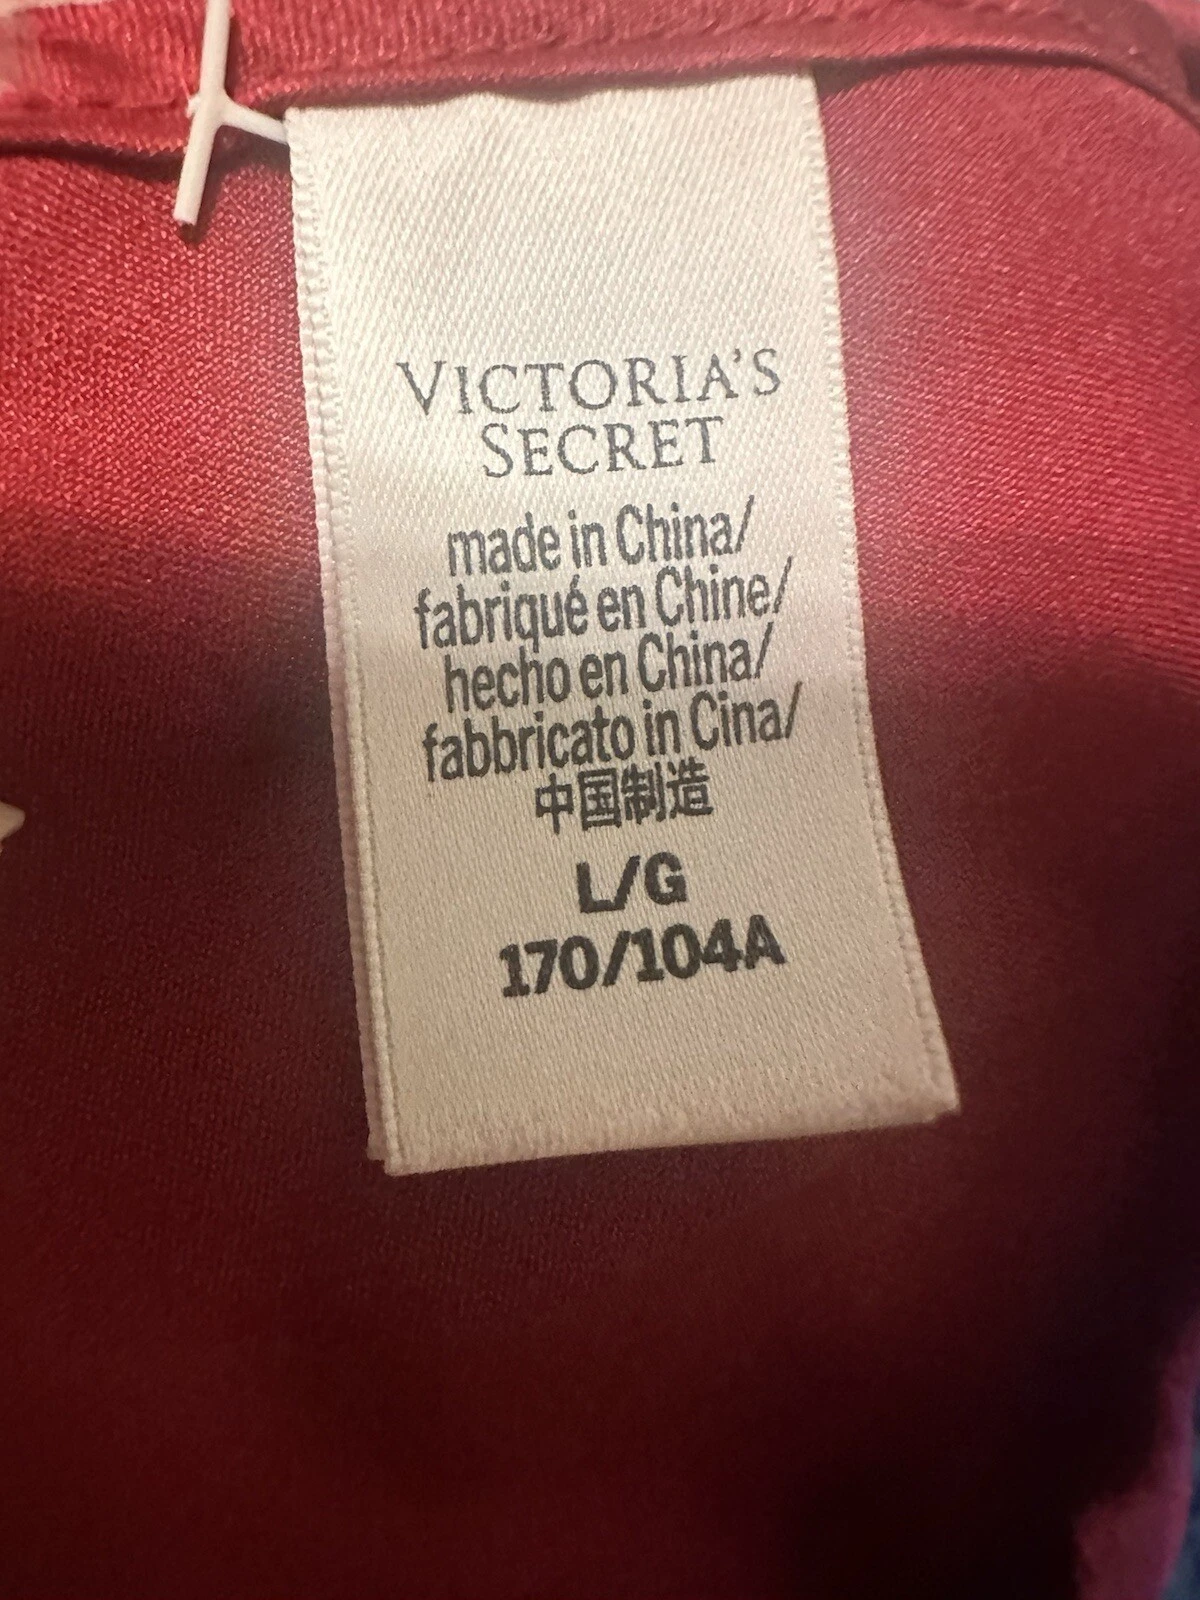 VICTORIA'S
SECRET
made in China/
fabriqué en Chine/
hecho en China/
fabbricato in Cina/
中国制造
L/G
170/104A